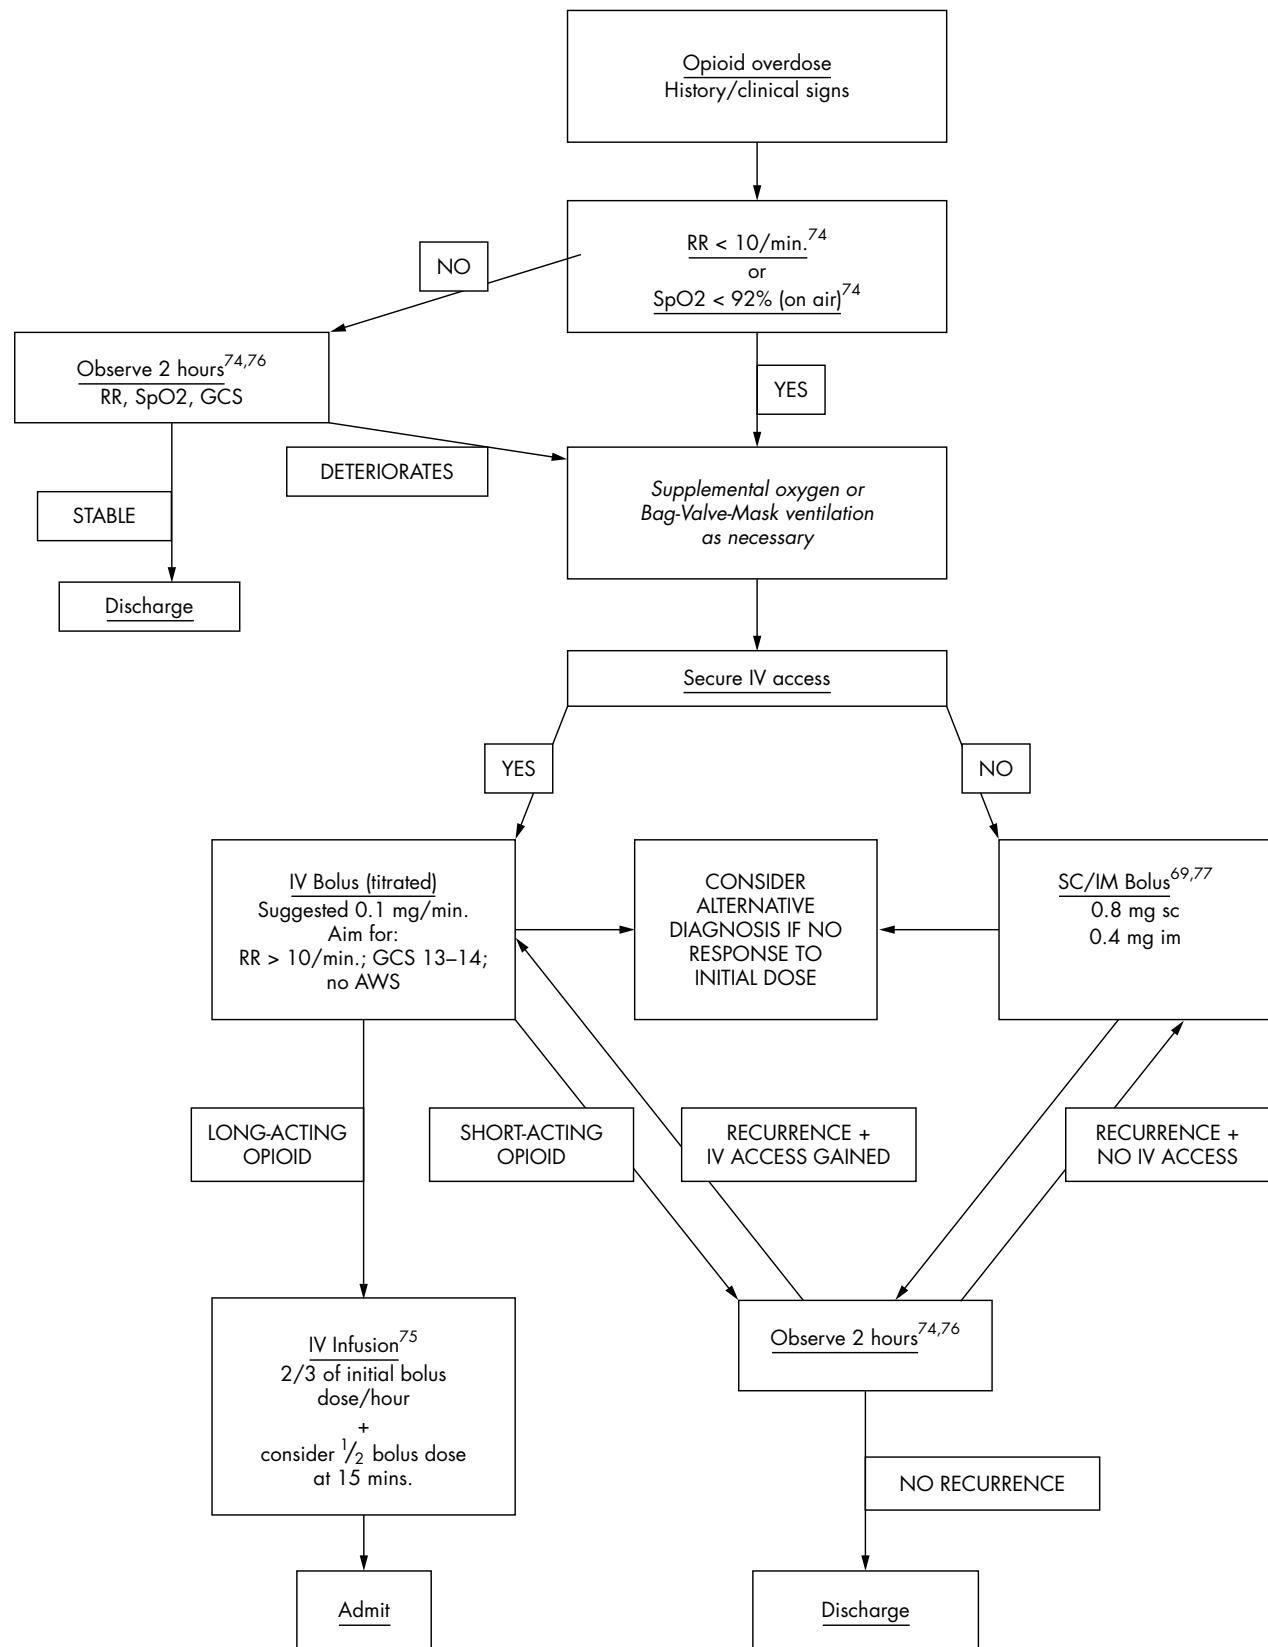 Opioid overdose
History/clinical signs
RR < 10/min.74
or
SpO2 < 92% (on air)74
NO
YES
Observe 2 hours74,76
RR, SpO2, GCS
DETERIORATES
STABLE
Supplemental oxygen or
Bag-Valve-Mask ventilation
as necessary
Discharge
Secure IV access
YES
NO
IV Bolus (titrated)
Suggested 0.1 mg/min.
Aim for:
RR > 10/min.; GCS 13–14;
no AWS
CONSIDER
ALTERNATIVE
DIAGNOSIS IF NO
RESPONSE TO
INITIAL DOSE
SC/IM Bolus69,77
0.8 mg sc
0.4 mg im
LONG-ACTING
OPIOID
SHORT-ACTING
OPIOID
RECURRENCE +
IV ACCESS GAINED
RECURRENCE +
NO IV ACCESS
IV Infusion75
2/3 of initial bolus
dose/hour
+
consider 1/2 bolus dose
at 15 mins.
Observe 2 hours74,76
NO RECURRENCE
Admit
Discharge